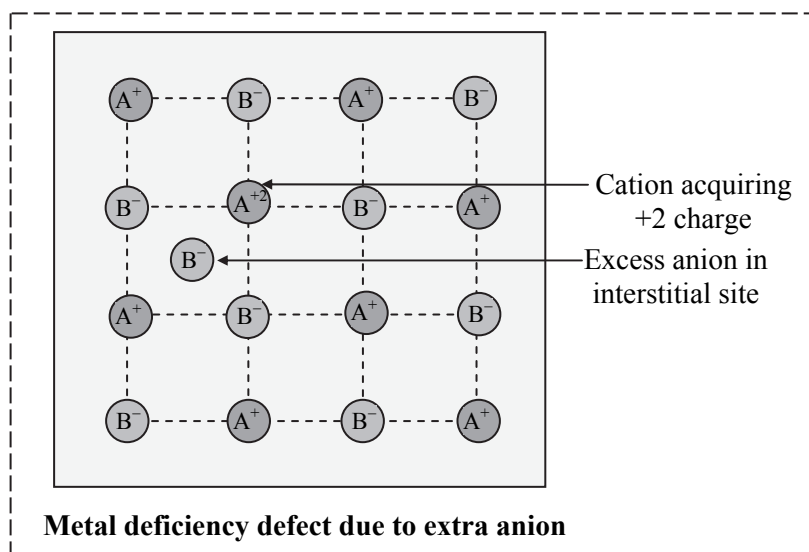 A⁺ B⁻ A⁺ B⁻
B⁻ A⁺² B⁻ A⁺
Cation acquiring
+2 charge
B⁻
Excess anion in
interstitial site
A⁺ B⁻ A⁺ B⁻
B⁻ A⁺ B⁻ A⁺
Metal deficiency defect due to extra anion